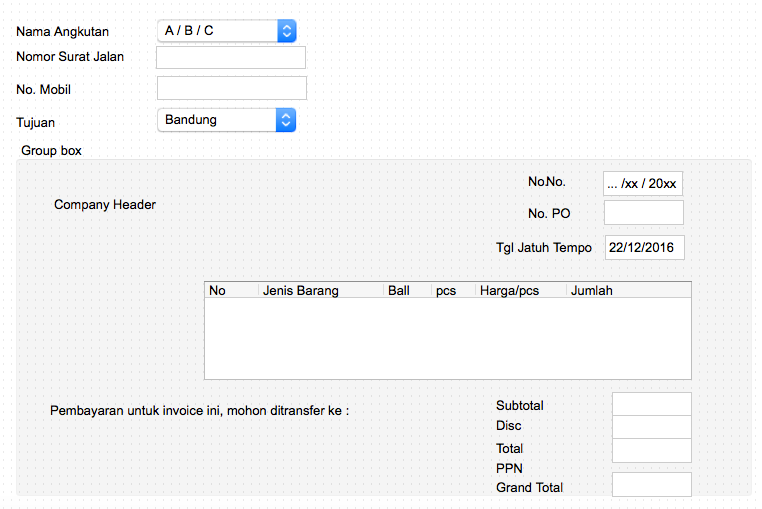 Nama Angkutan A / B / C
Nomor Surat Jalan
No. Mobil
Tujuan Bandung
Group box
No.No. ... /xx / 20xx
Company Header
No. PO
Tgl Jatuh Tempo 22/12/2016
No Jenis Barang Ball pcs Harga/pcs Jumlah
Pembayaran untuk invoice ini, mohon ditransfer ke :
Subtotal
Disc
Total
PPN
Grand Total